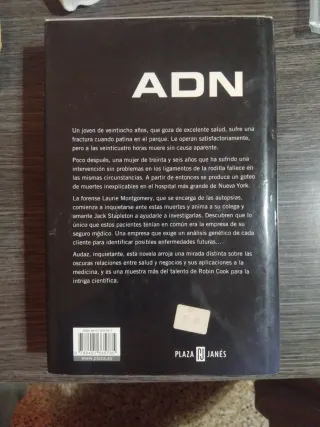 ADN
Un joven de veintiocho años, que goza de excelente salud, sufre una
fractura cuando patina en el parque. Le operan satisfactoriamente,
pero a las veinticuatro horas muere sin causa aparente.
Poco después, una mujer de treinta y seis años que ha sufrido una
intervención sin problemas en los ligamentos de la rodilla fallece en
las mismas circunstancias. A partir de entonces se produce un goteo
de muertes inexplicables en el hospital más grande de Nueva York.
La forense Laurie Montgomery, que se encarga de las autopsias,
comienza a inquietarse ante estas muertes y anima a su colega y
amante Jack Stapleton a ayudarle a investigarlas. Descubren que lo
único que estos pacientes tenían en común era la empresa de su
seguro médico. Una empresa que exige un análisis genético de cada
cliente para identificar posibles enfermedades futuras....
Audaz, inquietante, esta novela arroja una mirada distinta sobre
las oscuras relaciones entre salud y negocios y sus aplicaciones a la
medicina, y es una muestra más del talento de Robin Cook para la
intriga científica.
PLAZA JANÉS